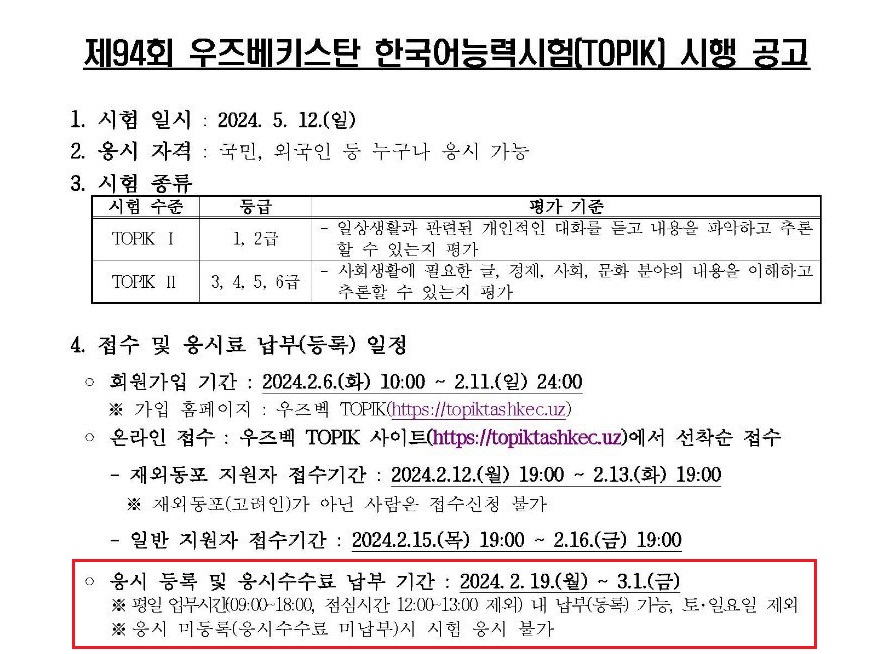 제94회 우즈베키스탄 한국어능력시험(TOPIK) 시행 공고
1. 시험 일시 : 2024. 5. 12.(일)
2. 응시 자격 : 국민, 외국인 등 누구나 응시 가능
3. 시험 종류
시험 수준 등급 평가 기준
TOPIK Ⅰ 1, 2급 - 일상생활과 관련된 개인적인 대화를 듣고 내용을 파악하고 추론
할 수 있는지 평가
TOPIK Ⅱ 3, 4, 5, 6급 - 사회생활에 필요한 글, 경제, 사회, 문화 분야의 내용을 이해하고
추론할 수 있는지 평가
4. 접수 및 응시료 납부(등록) 일정
○ 회원가입 기간 : 2024.2.6.(화) 10:00 ~ 2.11.(일) 24:00
※ 가입 홈페이지 : 우즈벡 TOPIK(https://topiktashkec.uz)
○ 온라인 접수 : 우즈벡 TOPIK 사이트(https://topiktashkec.uz)에서 선착순 접수
- 재외동포 지원자 접수기간 : 2024.2.12.(월) 19:00 ~ 2.13.(화) 19:00
※ 재외동포(고려인)가 아닌 사람은 접수신청 불가
- 일반 지원자 접수기간 : 2024.2.15.(목) 19:00 ~ 2.16.(금) 19:00
○ 응시 등록 및 응시수수료 납부 기간 : 2024. 2. 19.(월) ~ 3.1.(금)
※ 평일 업무시간(09:00~18:00, 점심시간 12:00~13:00 제외) 내 납부(등록) 가능, 토·일요일 제외
※ 응시 미등록(응시수수료 미납부)시 시험 응시 불가